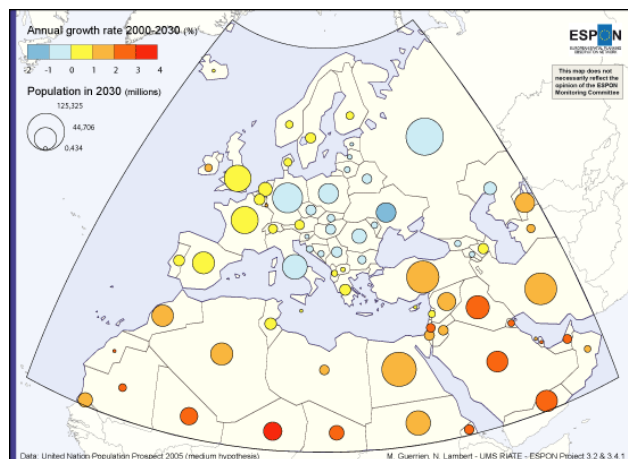 Annual growth rate 2000-2030 (%)
-2 -1 0 1 2 3 4
Population in 2030 (millions)
125,325
44,706
0.434
ESPON
This map does not
necessarily reflect the
opinion of the ESPON
Monitoring Committee
Data: United Nation Population Prospect 2005 (medium hypothesis)
M. Guerrien, N. Lambert - UMS RIATE - ESPON Project 3.2 & 3.4.1